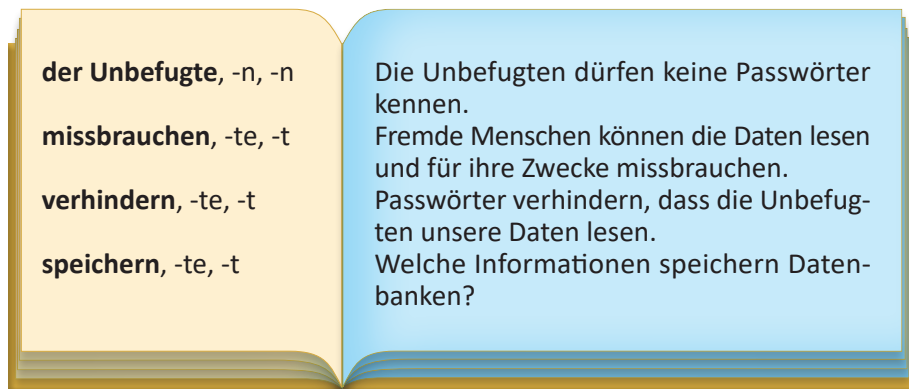 der Unbefugte, -n, -n
Die Unbefugten dürfen keine Passwörter
kennen.
missbrauchen, -te, -t
Fremde Menschen können die Daten lesen
und für ihre Zwecke missbrauchen.
verhindern, -te, -t
Passwörter verhindern, dass die Unbefug-
ten unsere Daten lesen.
speichern, -te, -t
Welche Informationen speichern Daten-
banken?